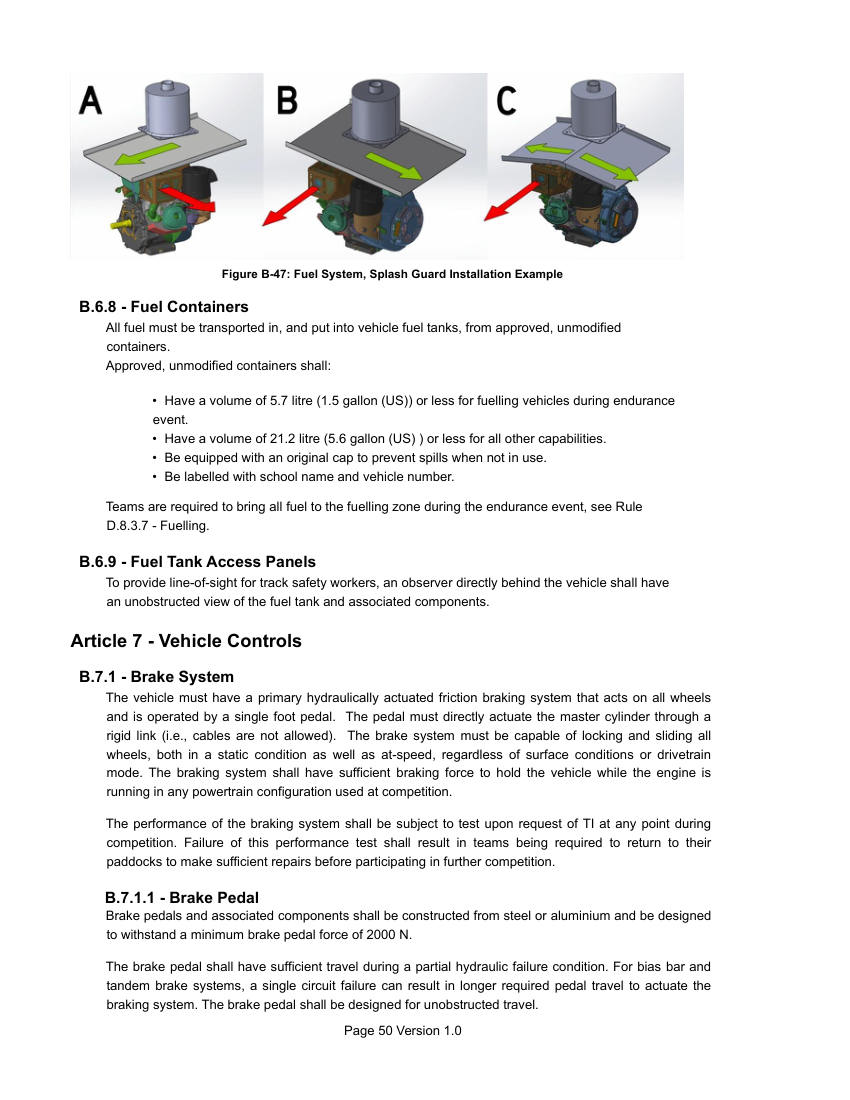 A B C
Figure B-47: Fuel System, Splash Guard Installation Example
B.6.8 - Fuel Containers
All fuel must be transported in, and put into vehicle fuel tanks, from approved, unmodified
containers.
Approved, unmodified containers shall:
• Have a volume of 5.7 litre (1.5 gallon (US)) or less for fuelling vehicles during endurance
event.
• Have a volume of 21.2 litre (5.6 gallon (US) ) or less for all other capabilities.
• Be equipped with an original cap to prevent spills when not in use.
• Be labelled with school name and vehicle number.
Teams are required to bring all fuel to the fuelling zone during the endurance event, see Rule
D.8.3.7 - Fuelling.
B.6.9 - Fuel Tank Access Panels
To provide line-of-sight for track safety workers, an observer directly behind the vehicle shall have
an unobstructed view of the fuel tank and associated components.
Article 7 - Vehicle Controls
B.7.1 - Brake System
The vehicle must have a primary hydraulically actuated friction braking system that acts on all wheels
and is operated by a single foot pedal. The pedal must directly actuate the master cylinder through a
rigid link (i.e., cables are not allowed). The brake system must be capable of locking and sliding all
wheels, both in a static condition as well as at-speed, regardless of surface conditions or drivetrain
mode. The braking system shall have sufficient braking force to hold the vehicle while the engine is
running in any powertrain configuration used at competition.
The performance of the braking system shall be subject to test upon request of TI at any point during
competition. Failure of this performance test shall result in teams being required to return to their
paddocks to make sufficient repairs before participating in further competition.
B.7.1.1 - Brake Pedal
Brake pedals and associated components shall be constructed from steel or aluminium and be designed
to withstand a minimum brake pedal force of 2000 N.
The brake pedal shall have sufficient travel during a partial hydraulic failure condition. For bias bar and
tandem brake systems, a single circuit failure can result in longer required pedal travel to actuate the
braking system. The brake pedal shall be designed for unobstructed travel.
Page 50 Version 1.0